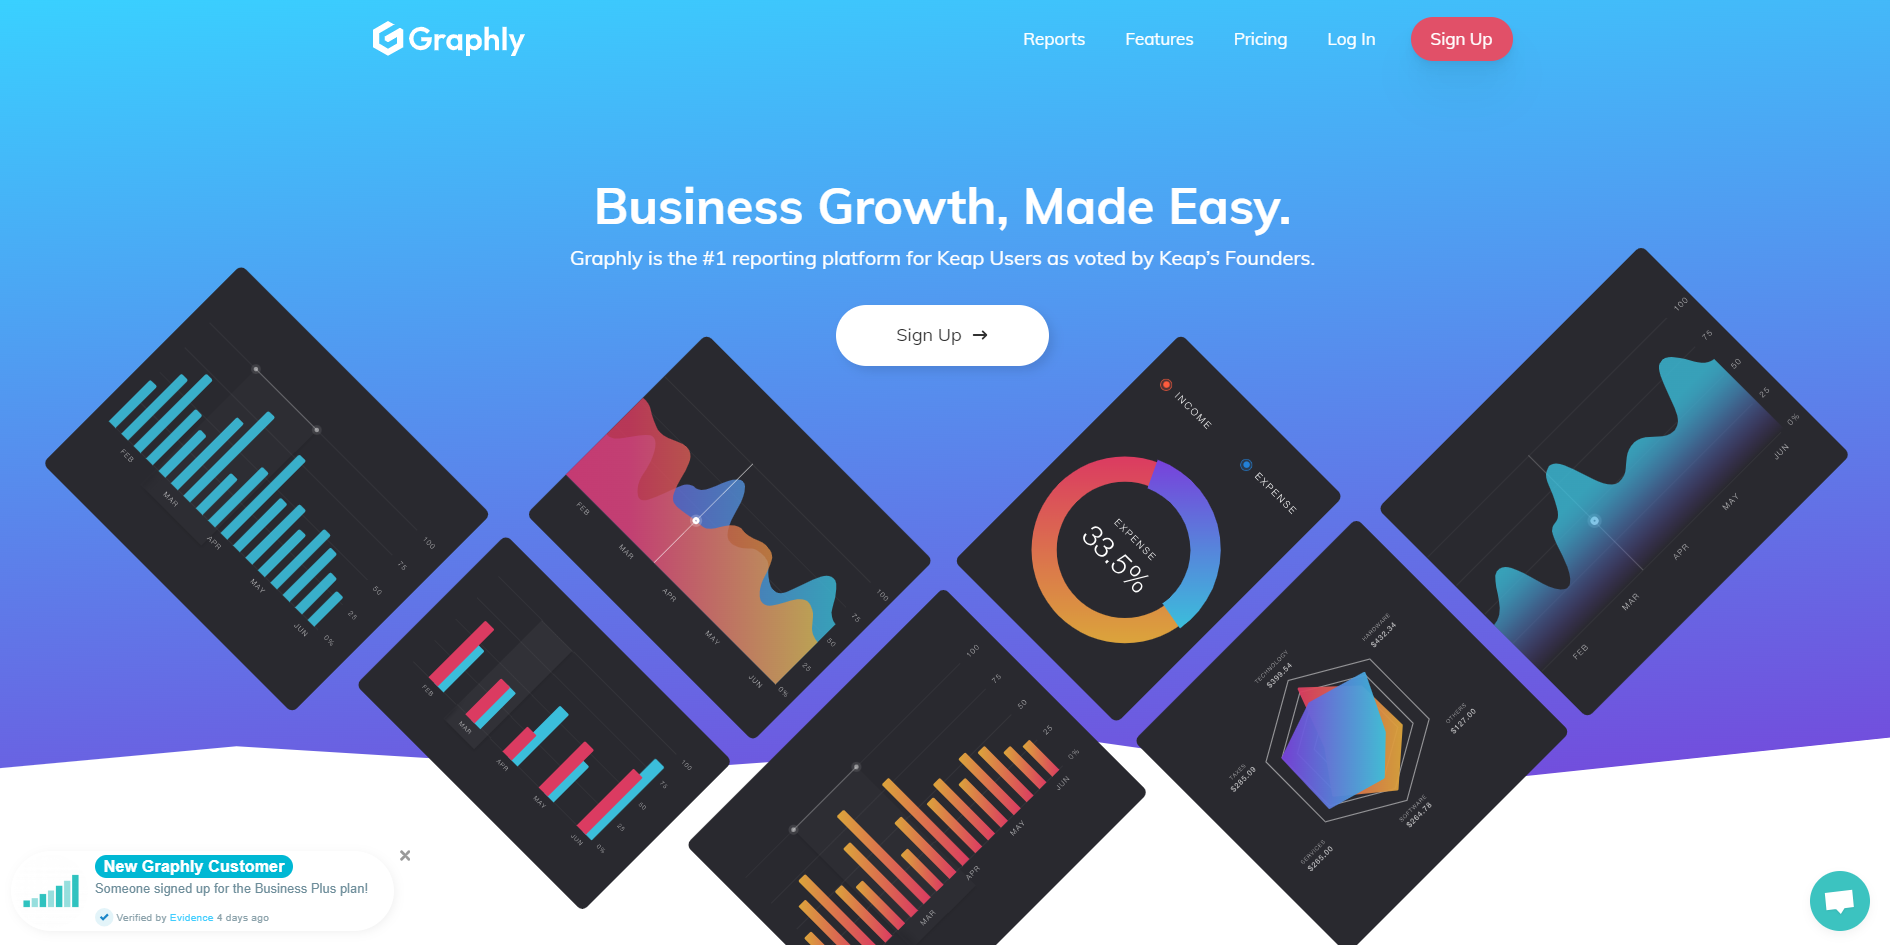 Graphly
Reports
Features
Pricing
Log In
Sign Up
Business Growth, Made Easy.
Graphly is the #1 reporting platform for Keap Users as voted by Keap's Founders.
Sign Up →
FEB
MAR
APR
MAY
JUN
0%
25
50
75
100
FEB
MAR
APR
MAY
JUN
0%
25
50
75
100
INCOME
EXPENSE
EXPENSE
33.5%
100
75
50
25
0%
JUN
MAY
APR
MAR
FEB
FEB
MAR
APR
MAY
JUN
0%
25
50
75
100
100
75
50
25
0%
JUN
MAY
APR
MAR
HARDWARE
$432.34
TECHNOLOGY
$399.54
OTHERS
$127.00
TAXES
$285.09
SOFTWARE
$264.78
SERVICES
$265.00
New Graphly Customer
Someone signed up for the Business Plus plan!
Verified by Evidence 4 days ago